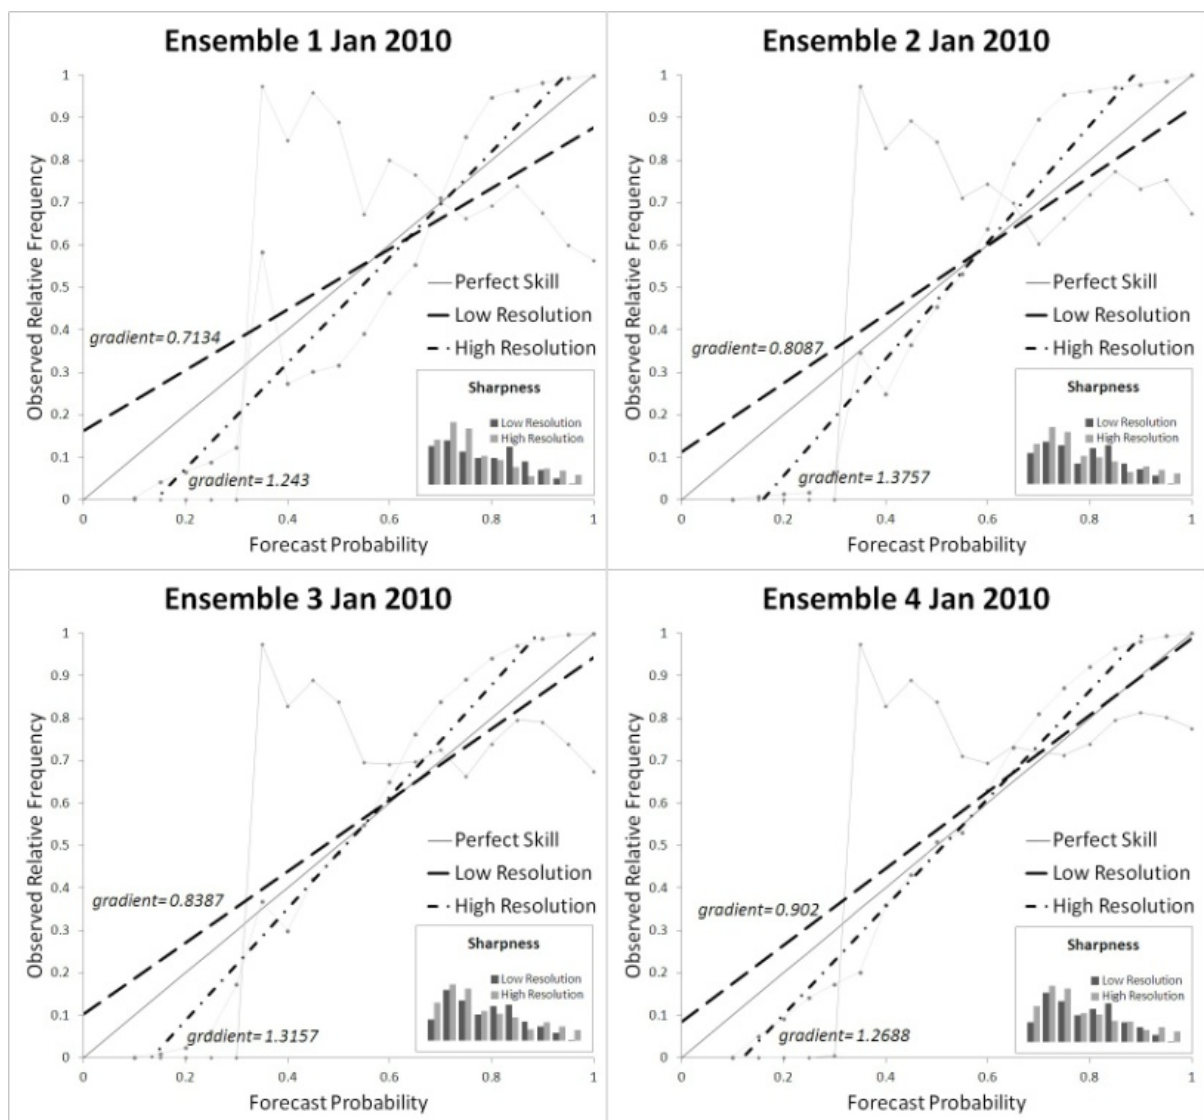 Ensemble 1 Jan 2010
Observed Relative Frequency
1
0.9
0.8
0.7
0.6
0.5
0.4
0.3
0.2
0.1
0
gradient=0.7134
gradient=1.243
Perfect Skill
Low Resolution
High Resolution
Sharpness
Low Resolution
High Resolution
0 0.2 0.4 0.6 0.8 1
Forecast Probability
Ensemble 2 Jan 2010
Observed Relative Frequency
1
0.9
0.8
0.7
0.6
0.5
0.4
0.3
0.2
0.1
0
gradient=0.8087
gradient=1.3757
Perfect Skill
Low Resolution
High Resolution
Sharpness
Low Resolution
High Resolution
0 0.2 0.4 0.6 0.8 1
Forecast Probability
Ensemble 3 Jan 2010
Observed Relative Frequency
1
0.9
0.8
0.7
0.6
0.5
0.4
0.3
0.2
0.1
0
gradient=0.8387
gradient=1.3157
Perfect Skill
Low Resolution
High Resolution
Sharpness
Low Resolution
High Resolution
0 0.2 0.4 0.6 0.8 1
Forecast Probability
Ensemble 4 Jan 2010
Observed Relative Frequency
1
0.9
0.8
0.7
0.6
0.5
0.4
0.3
0.2
0.1
0
gradient=0.902
gradient=1.2688
Perfect Skill
Low Resolution
High Resolution
Sharpness
Low Resolution
High Resolution
0 0.2 0.4 0.6 0.8 1
Forecast Probability